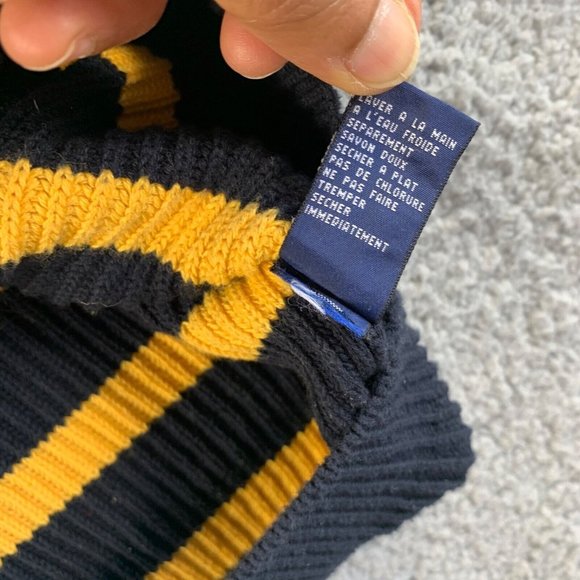 LAVER A LA MAIN
A L'EAU FROIDE
SEPAREMENT
SAVON DOUX
SECHER A PLAT
PAS DE CHLORURE
NE PAS FAIRE
TREMPER
SECHER
IMMEDIATEMENT